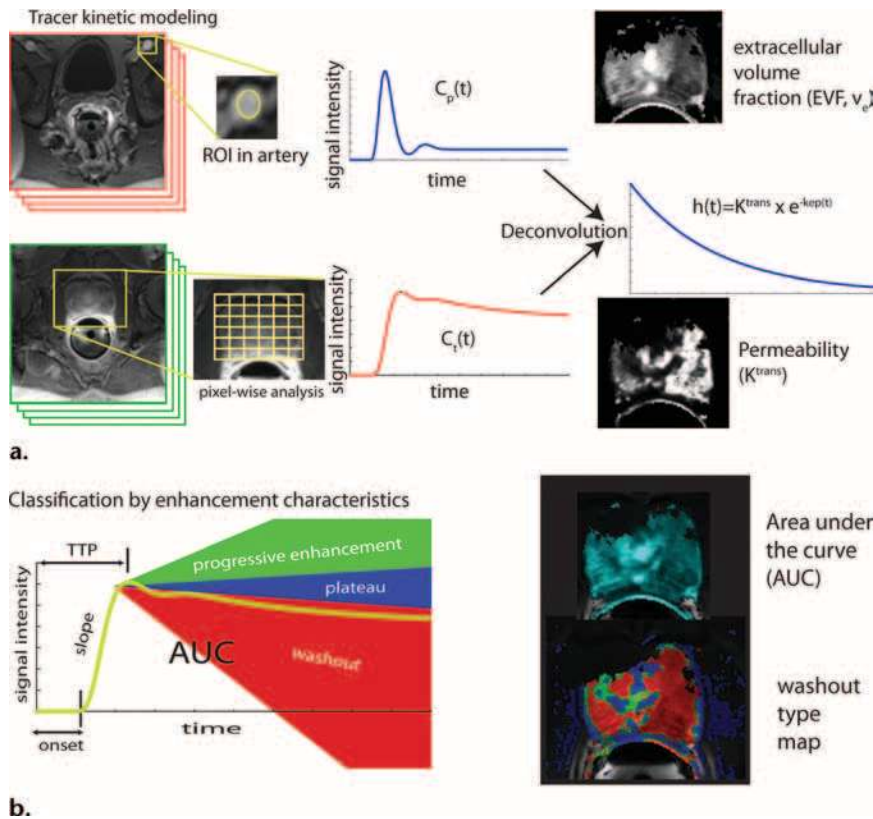 Tracer kinetic modeling
ROI in artery
signal intensity
C_p(t)
time
extracellular
volume
fraction (EVF, v_e)
Deconvolution
h(t)=K^trans x e^-kep(t)
pixel-wise analysis
signal intensity
C_t(t)
time
Permeability
(K^trans)
a.
Classification by enhancement characteristics
TTP
signal intensity
slope
onset
progressive enhancement
plateau
AUC
washout
time
Area under
the curve
(AUC)
washout
type
map
b.